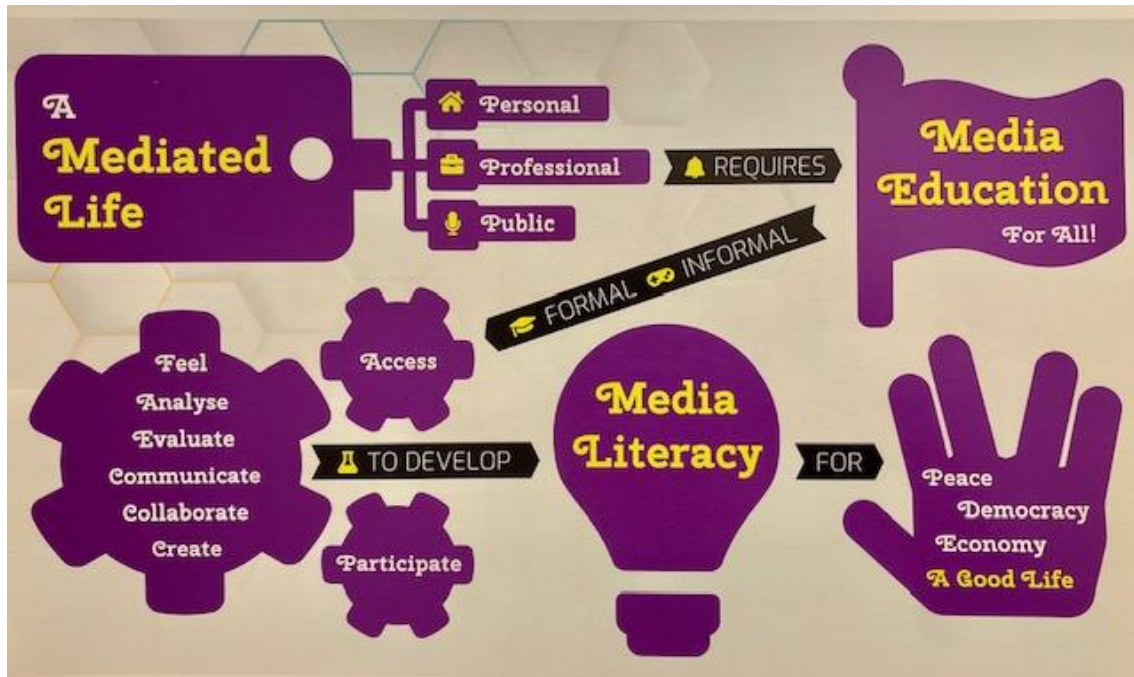 A
Mediated
Life
Personal
Professional
Public
REQUIRES
Media
Education
For All!
FORMAL INFORMAL
Feel
Analyse
Evaluate
Communicate
Collaborate
Create
Access
Participate
TO DEVELOP
Media
Literacy
FOR
Peace
Democracy
Economy
A Good Life